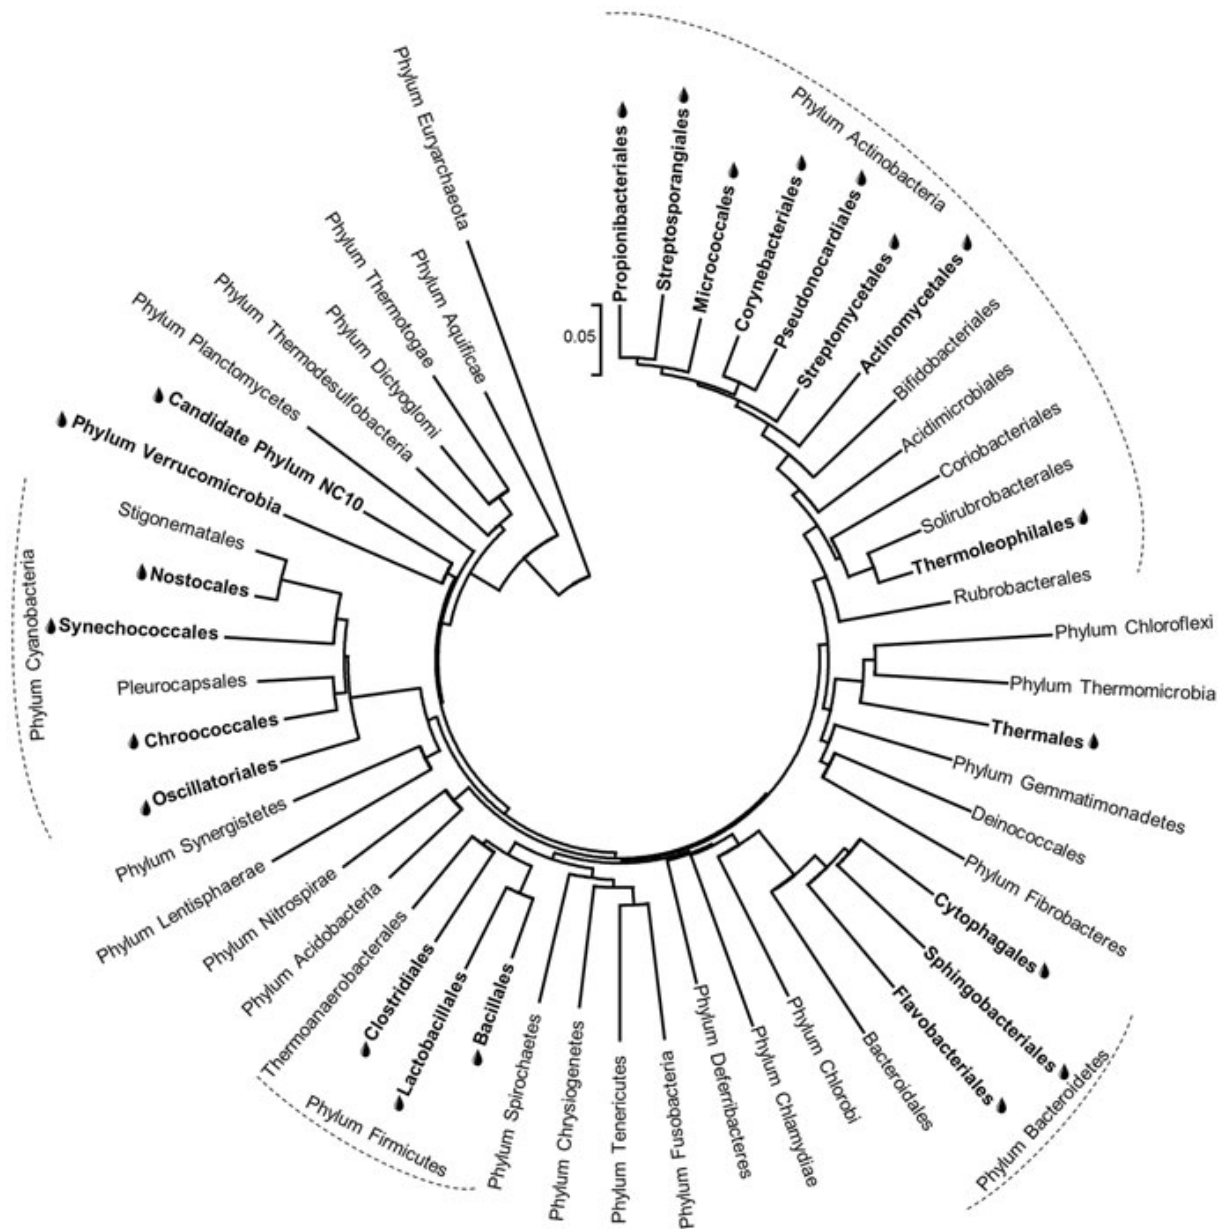 Phylum Euryarchaeota
Propionibacteriales
Streptosporangiales
Micrococcales
Corynebacteriales
Pseudonocardiales
Streptomycetales
Actinomycetales
Phylum Actinobacteria
Bifidobacteriales
Acidimicrobiales
Coriobacteriales
Solirubrobacterales
Thermoleophilales
Rubrobacterales
Phylum Chloroflexi
Phylum Thermomicrobia
Thermales
Phylum Gemmatimonadetes
Deinococcales
Phylum Fibrobacteres
Cytophagales
Sphingobacteriales
Flavobacteriales
Phylum Bacteroidetes
Bacteroidales
Phylum Chlorobi
Phylum Chlamydiae
Phylum Deferribacteres
Phylum Fusobacteria
Phylum Tenericutes
Phylum Chrysiogenetes
Phylum Spirochaetes
Bacillales
Lactobacillales
Clostridiales
Thermoanaerobacterales
Phylum Firmicutes
Phylum Acidobacteria
Phylum Nitrospirae
Phylum Lentisphaerae
Phylum Synergistetes
Oscillatoriales
Chroococcales
Pleurocapsales
Synechococcales
Nostocales
Stigonematales
Phylum Cyanobacteria
Phylum Verrucomicrobia
Candidate Phylum NC10
Phylum Planctomycetes
Phylum Thermodesulfobacteria
Phylum Dictyoglomi
Phylum Thermotogae
Phylum Aquificae
0.05